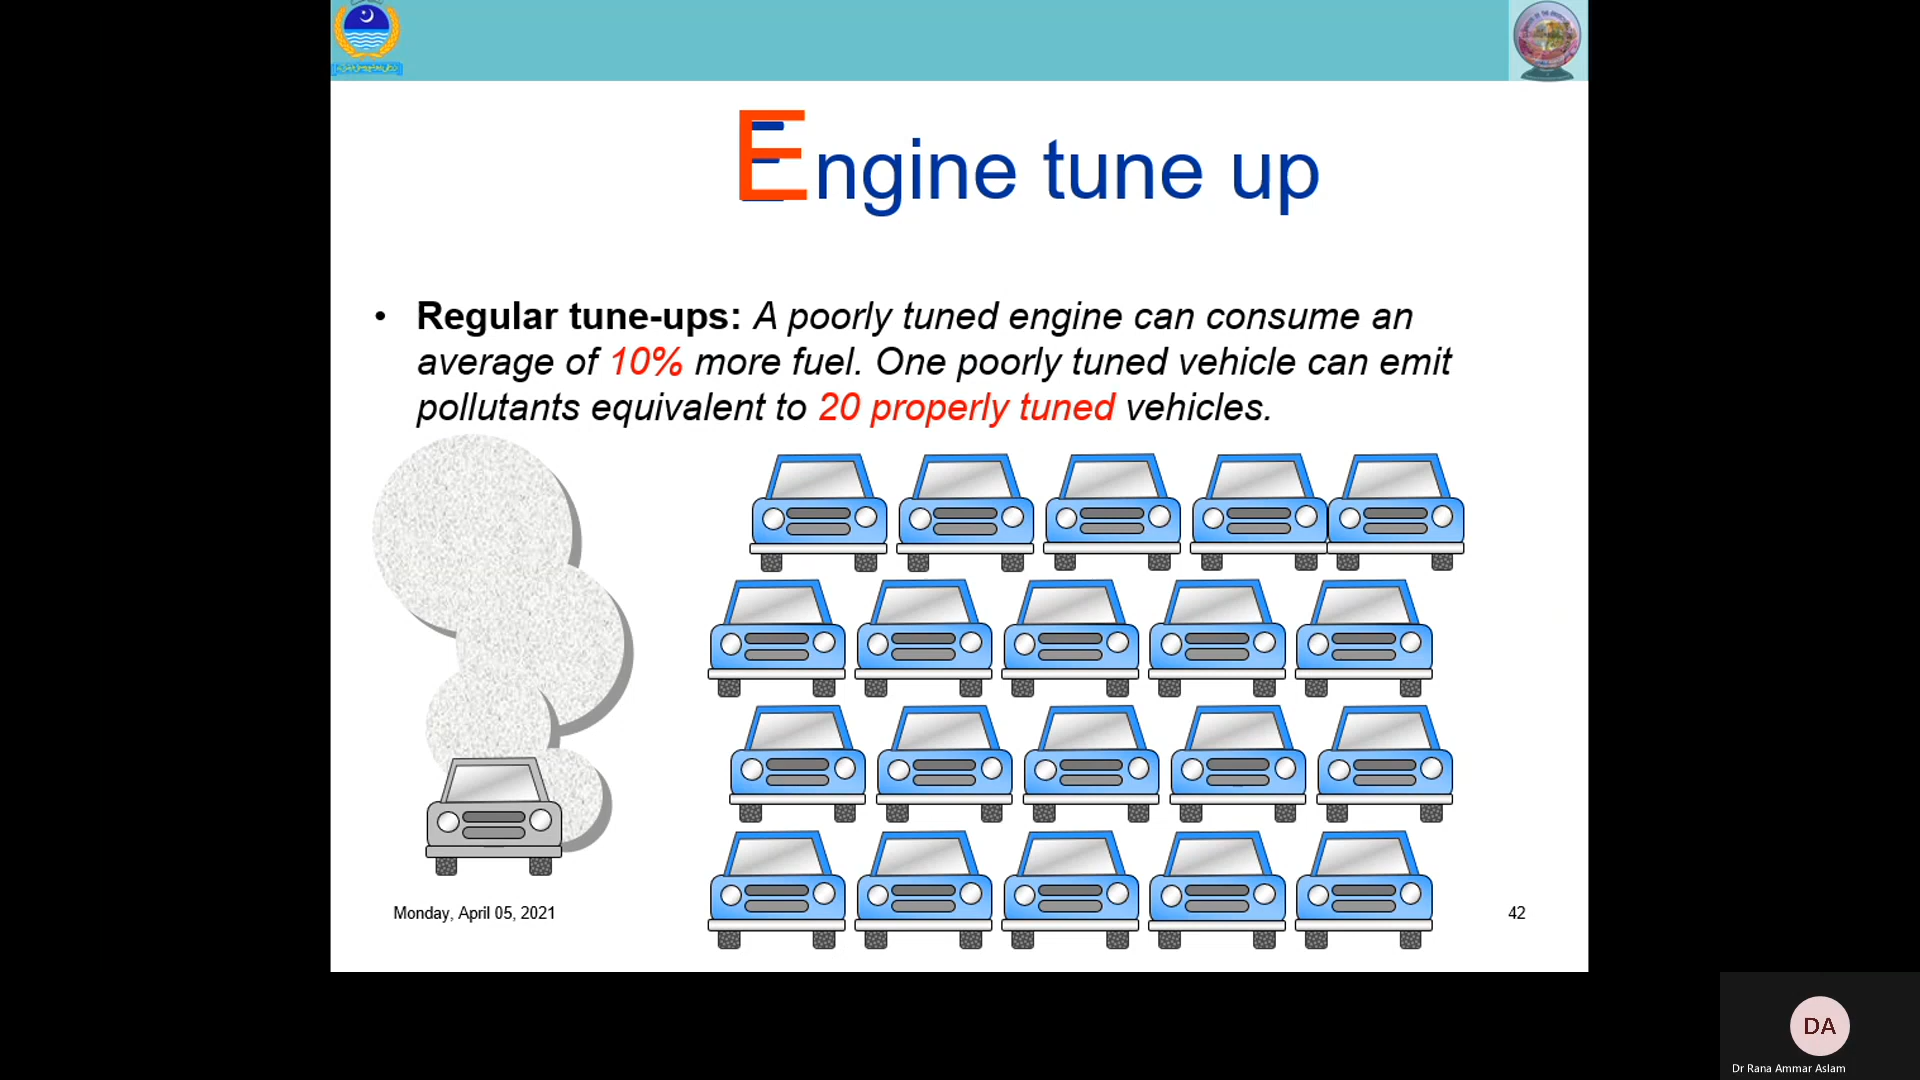 Engine tune up
• Regular tune-ups: A poorly tuned engine can consume an
average of 10% more fuel. One poorly tuned vehicle can emit
pollutants equivalent to 20 properly tuned vehicles.
Monday, April 05, 2021
42
DA
Dr Rana Ammar Aslam